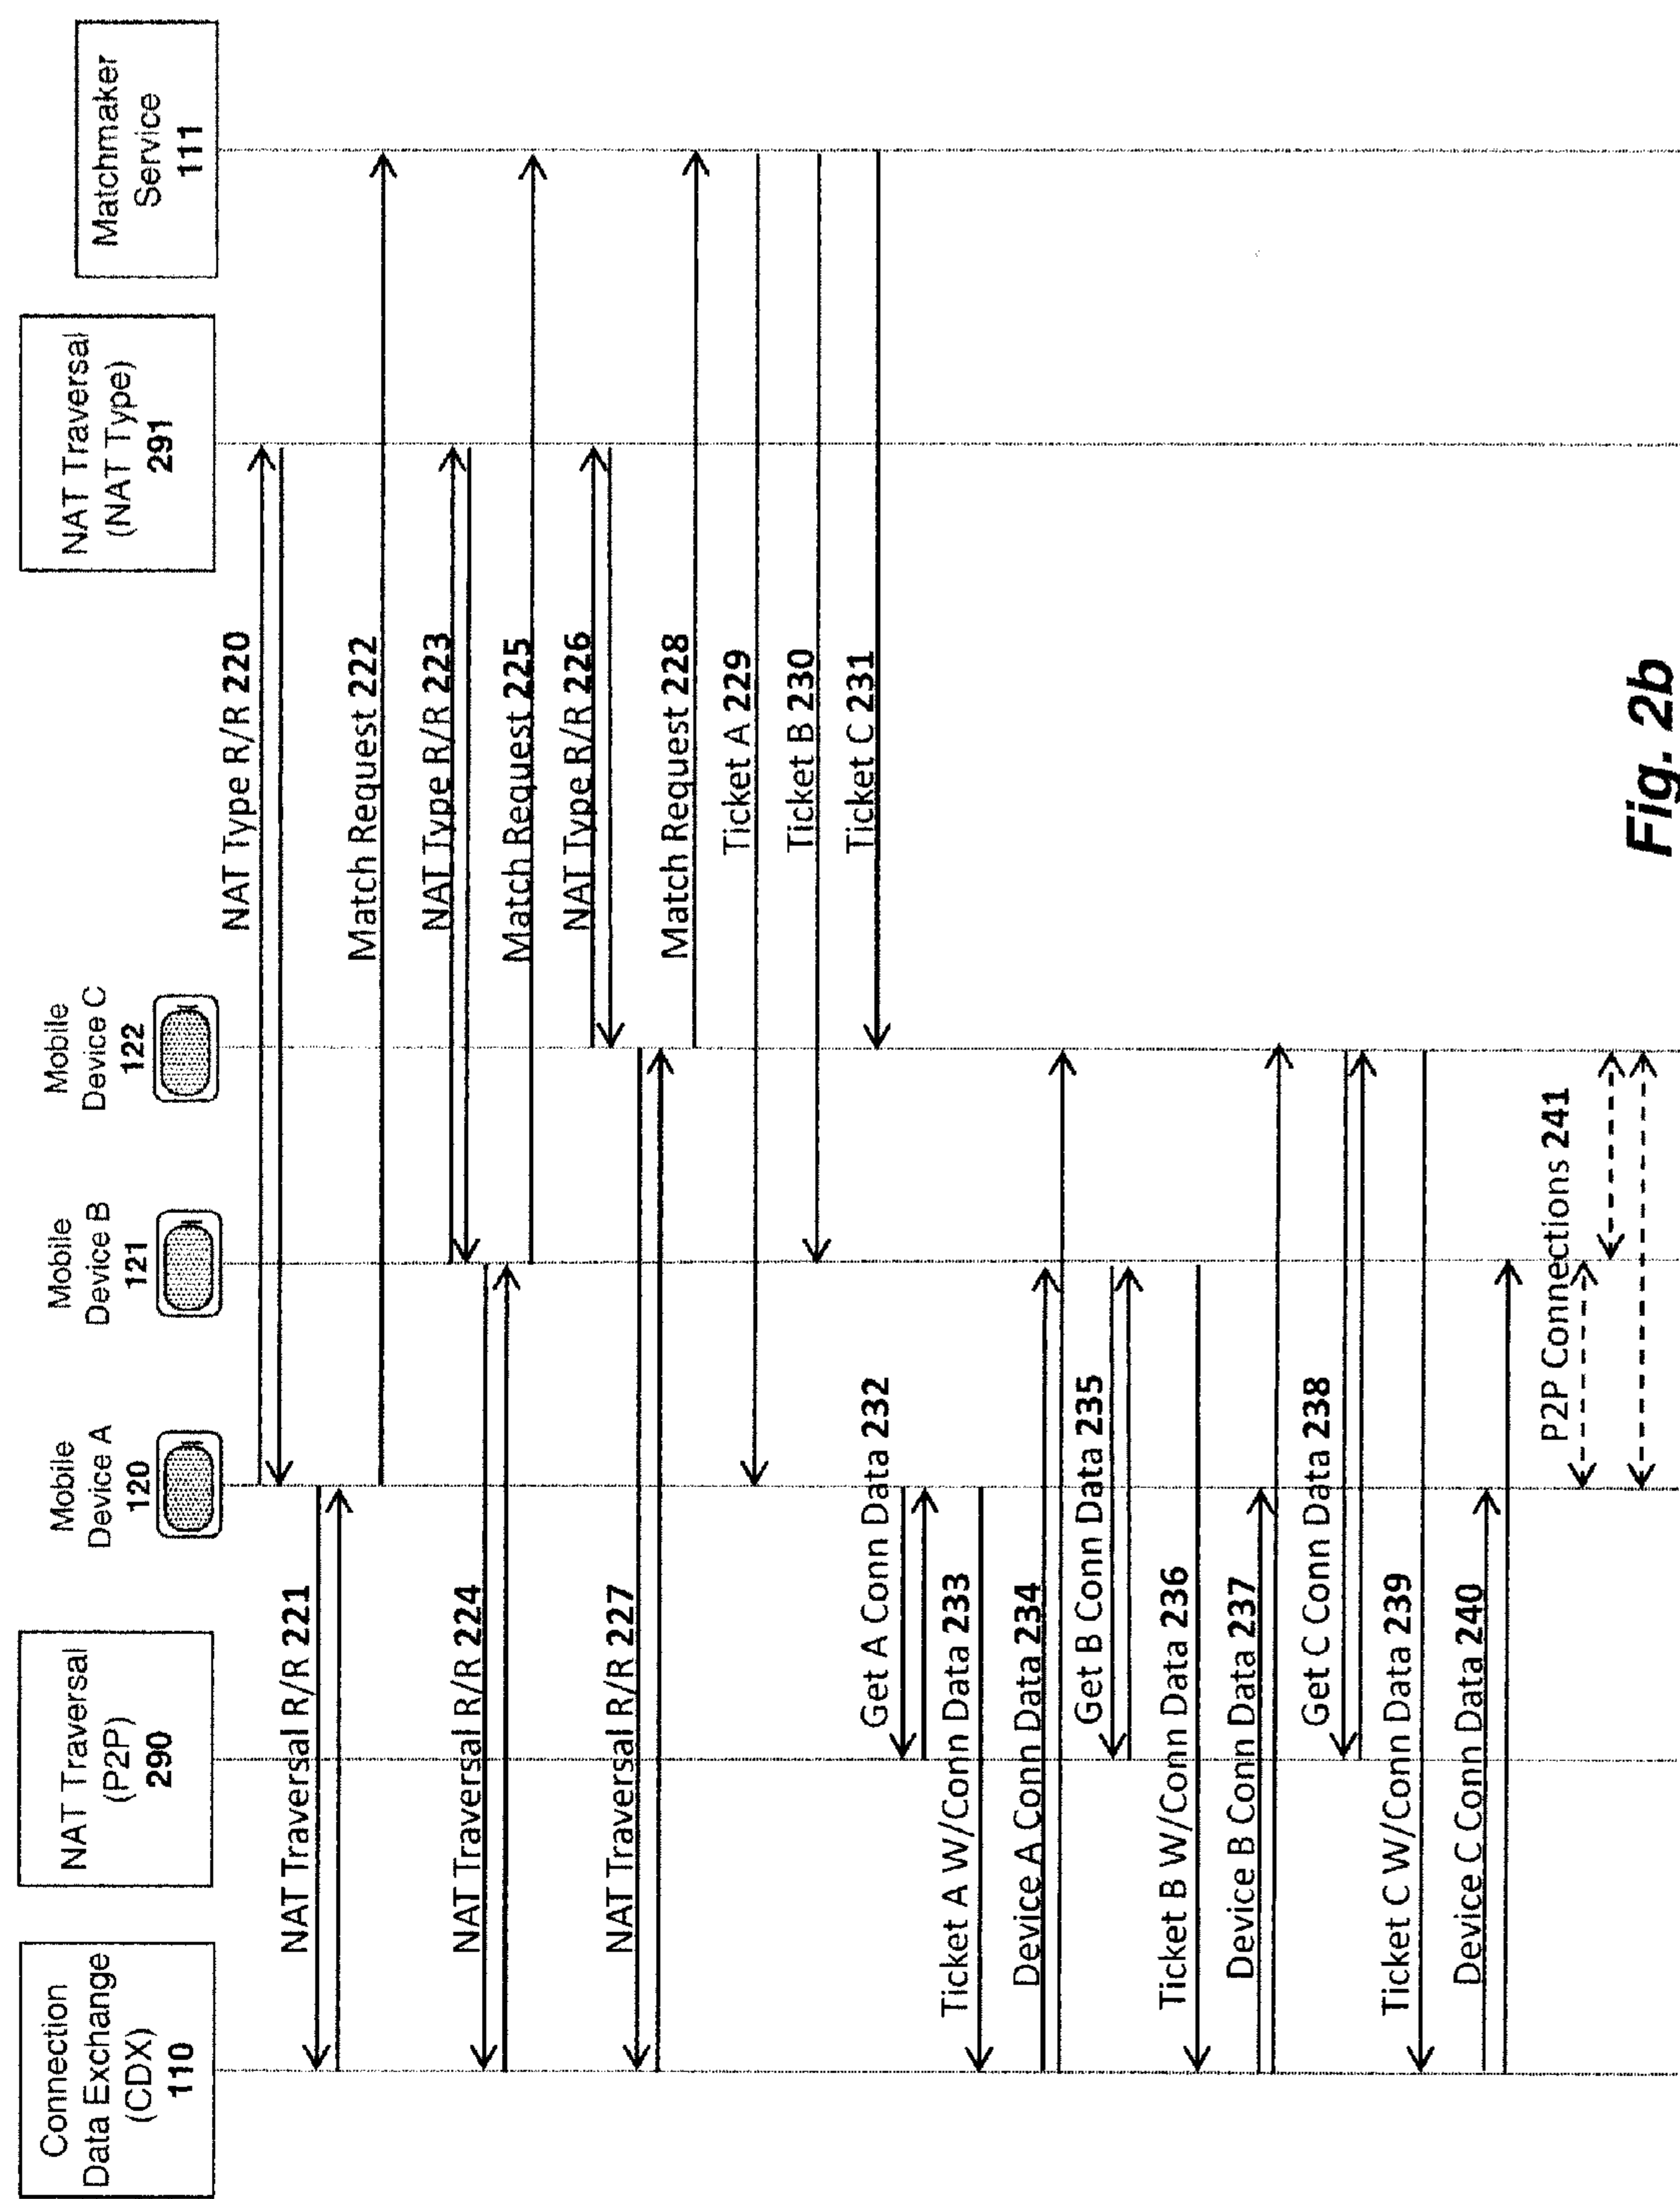 Connection
Data Exchange
(CDX)
110
NAT Traversal
(P2P)
290
Mobile
Device A
120
Mobile
Device B
121
Mobile
Device C
122
NAT Traversal
(NAT Type)
291
Matchmaker
Service
111
NAT Type R/R 220
NAT Traversal R/R 221
Match Request 222
NAT Type R/R 223
NAT Traversal R/R 224
Match Request 225
NAT Type R/R 226
NAT Traversal R/R 227
Match Request 228
Ticket A 229
Ticket B 230
Ticket C 231
Get A Conn Data 232
Ticket A W/Conn Data 233
Device A Conn Data 234
Get B Conn Data 235
Ticket B W/Conn Data 236
Device B Conn Data 237
Get C Conn Data 238
Ticket C W/Conn Data 239
Device C Conn Data 240
P2P Connections 241
Fig. 2b